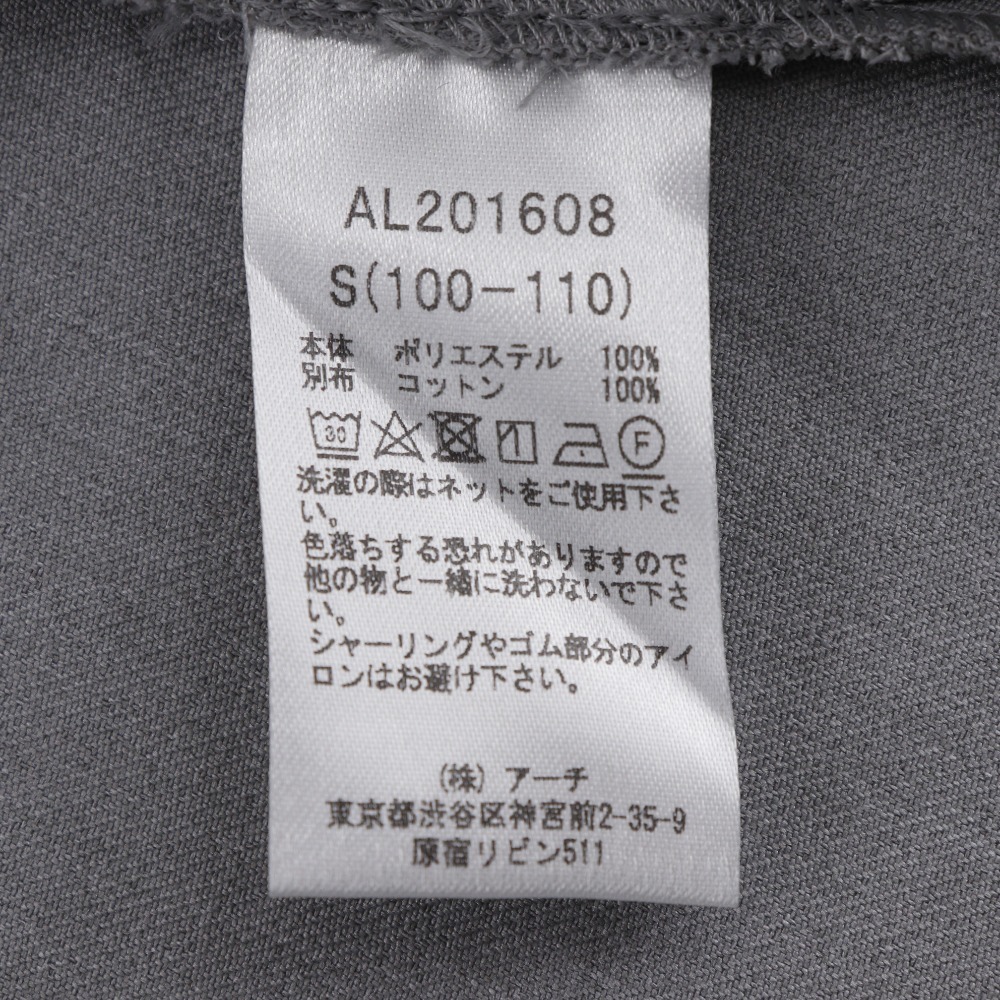 AL201608
S(100-110)
本体 ポリエステル 100%
別布 コットン 100%
30 F
洗濯の際はネットをご使用下さ
い。
色落ちする恐れがありますので
他の物と一緒に洗わないで下さ
い。
シャーリングやゴム部分のアイ
ロンはお避け下さい。
(株) アーチ
東京都渋谷区神宮前2-35-9
原宿リビン511